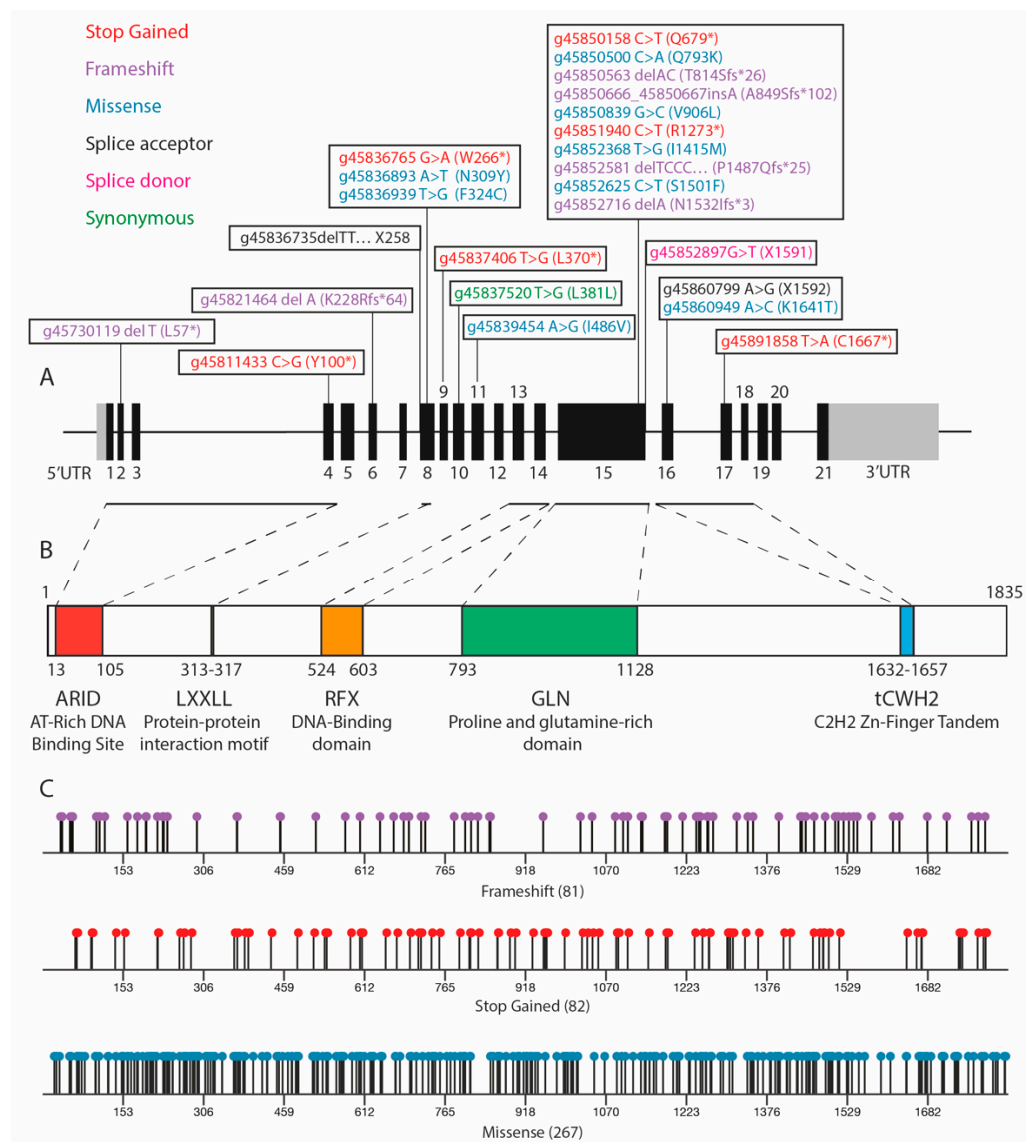 Stop Gained
Frameshift
Missense
Splice acceptor
Splice donor
Synonymous
g45850158 C>T (Q679*)
g45850500 C>A (Q793K)
g45850563 delAC (T814Sfs*26)
g45850666_45850667insA (A849Sfs*102)
g45850839 G>C (V906L)
g45851940 C>T (R1273*)
g45852368 T>G (I1415M)
g45852581 delTCCC... (P1487Qfs*25)
g45852625 C>T (S1501F)
g45852716 delA (N1532Ifs*3)
g45836765 G>A (W266*)
g45836893 A>T (N309Y)
g45836939 T>G (F324C)
g45836735delTT... X258
g45837406 T>G (L370*)
g45852897G>T (X1591)
g45821464 del A (K228Rfs*64)
g45837520 T>G (L381L)
g45860799 A>G (X1592)
g45860949 A>C (K1641T)
g45730119 del T (L57*)
g45839454 A>G (I486V)
g45811433 C>G (Y100*)
g45891858 T>A (C1667*)
A
9 11 13 18 20
5'UTR 12 3 4 5 6 7 8 10 12 14 15 16 17 19 21 3'UTR
B
1 1835
13 105 313-317 524 603 793 1128 1632-1657
ARID LXXLL RFX GLN tCWH2
AT-Rich DNA Protein-protein DNA-Binding Proline and glutamine-rich C2H2 Zn-Finger Tandem
Binding Site interaction motif domain domain
C
153 306 459 612 765 918 1070 1223 1376 1529 1682
Frameshift (81)
153 306 459 612 765 918 1070 1223 1376 1529 1682
Stop Gained (82)
153 306 459 612 765 918 1070 1223 1376 1529 1682
Missense (267)